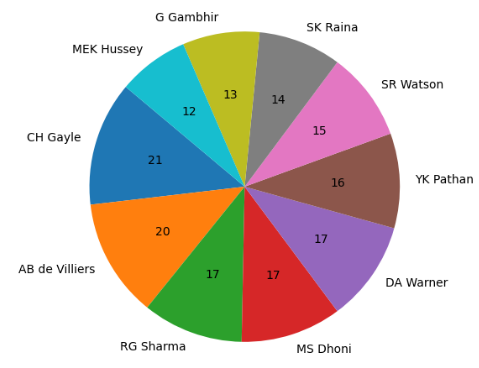 G Gambhir
SK Raina
MEK Hussey
SR Watson
13
14
12
15
CH Gayle
21
16
YK Pathan
20
17
AB de Villiers
17
17
DA Warner
RG Sharma
MS Dhoni